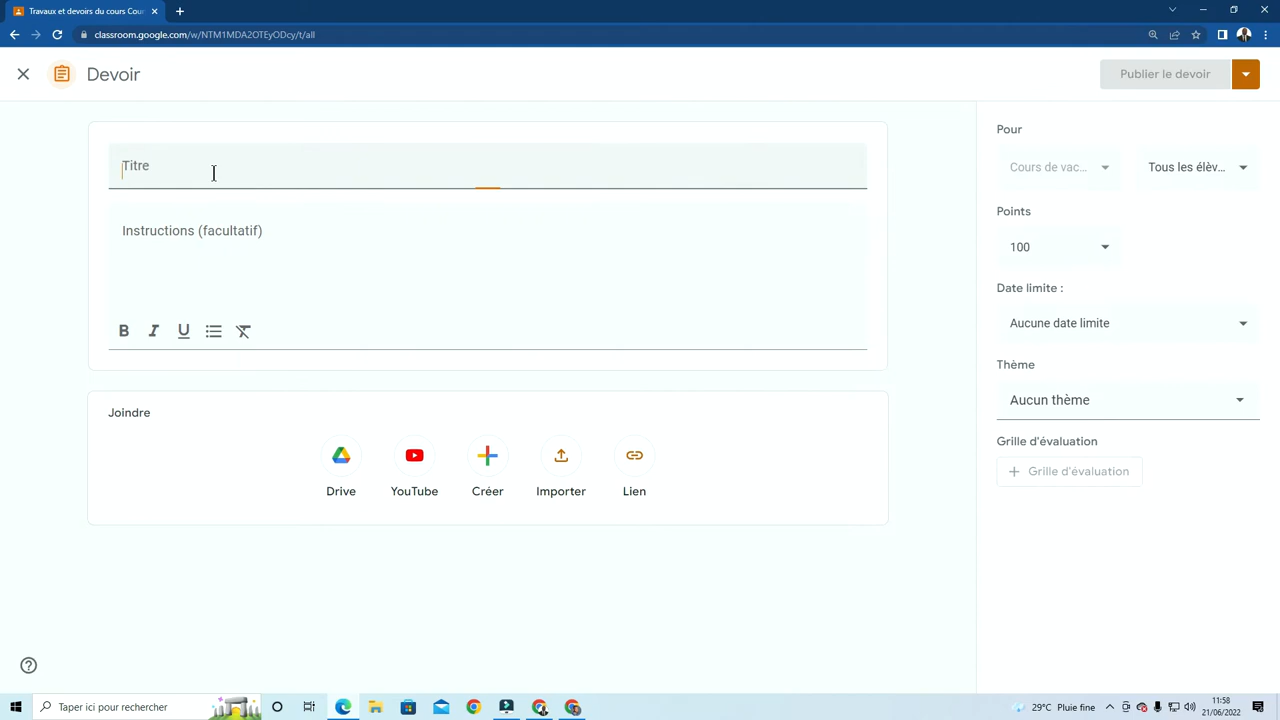 Travaux et devoirs du cours Cour
classroom.google.com/w/NTM1MDA2OTEyODcy/t/all
Devoir
Publier le devoir
Titre
Instructions (facultatif)
Joindre
Drive
YouTube
Créer
Importer
Lien
Pour
Cours de vac...
Tous les élèv...
Points
100
Date limite :
Aucune date limite
Thème
Aucun thème
Grille d'évaluation
Grille d'évaluation
Taper ici pour rechercher
29°C Pluie fine
11:58
21/06/2022